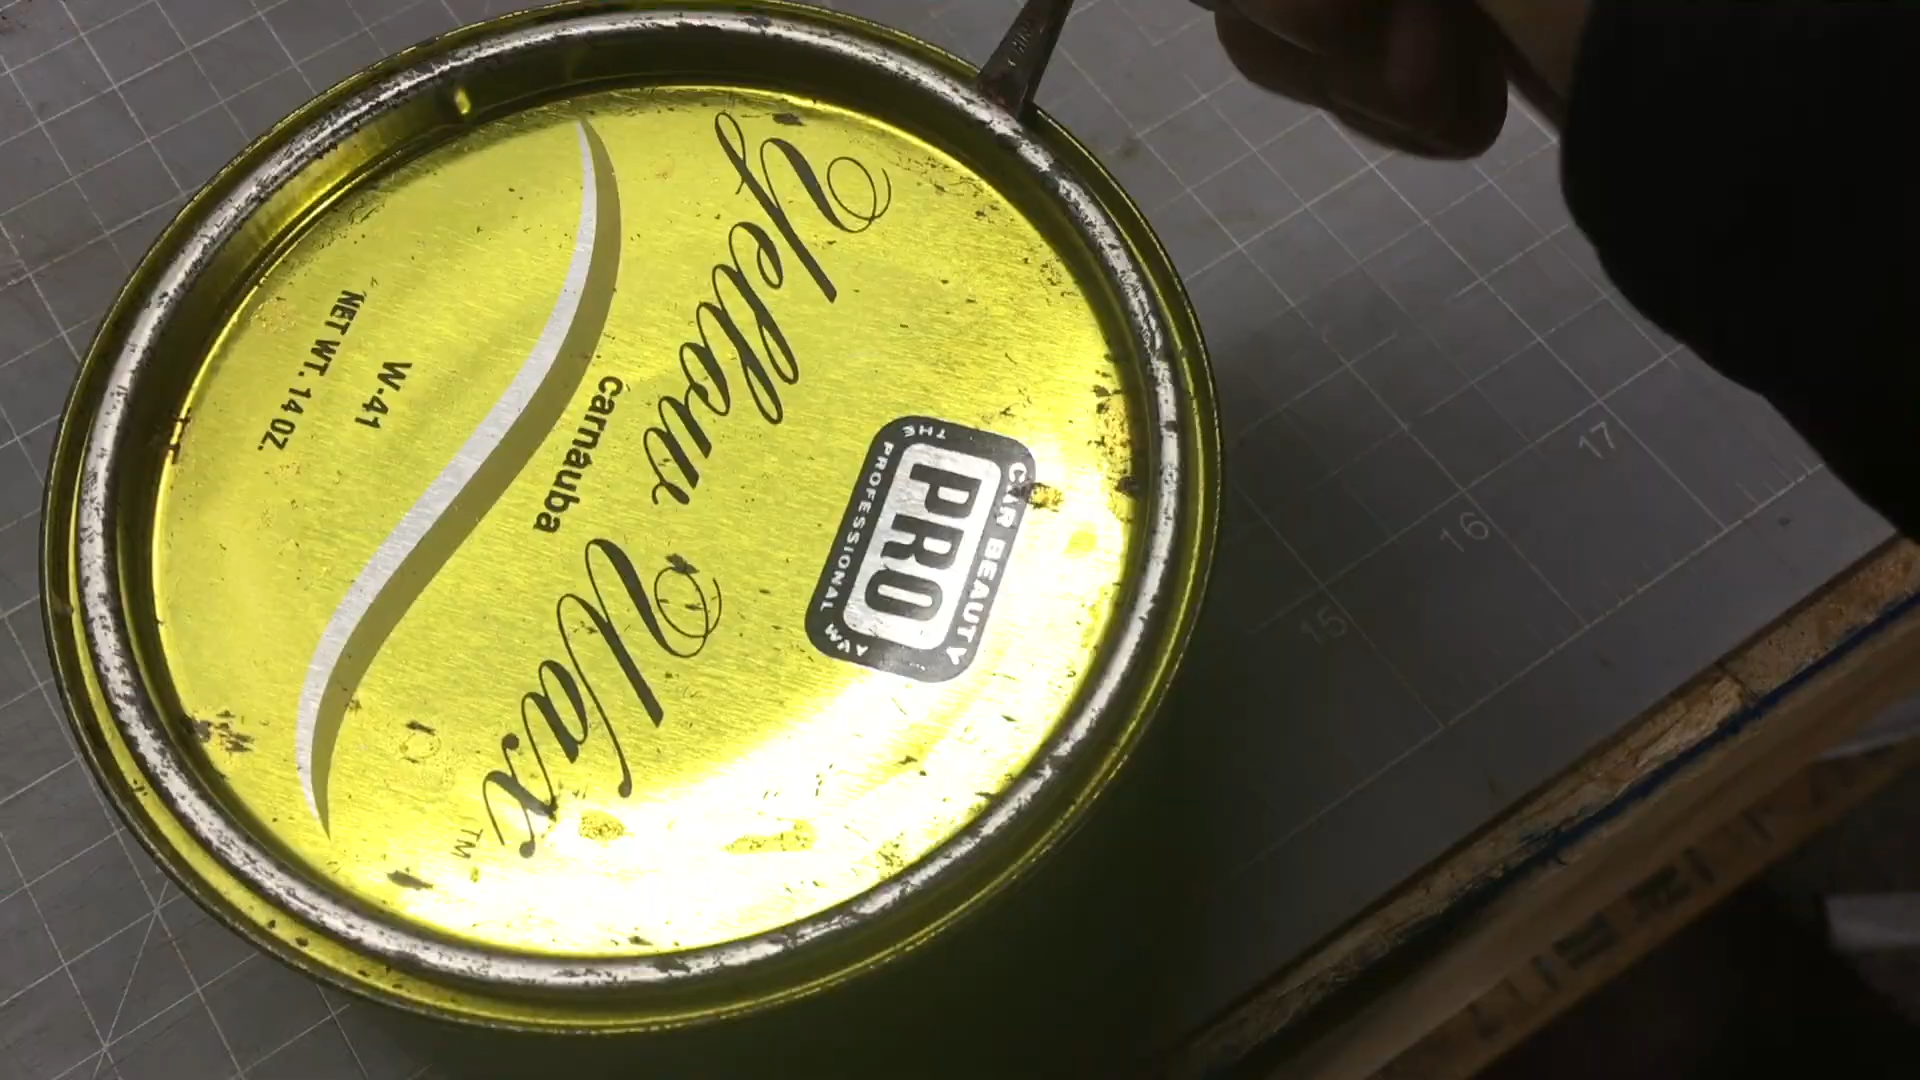 THE PROFESSIONAL WAY
PRO
CAR BEAUTY
Yellow Wax TM
carnauba
W-41
NET WT. 14 OZ.
17
16
15